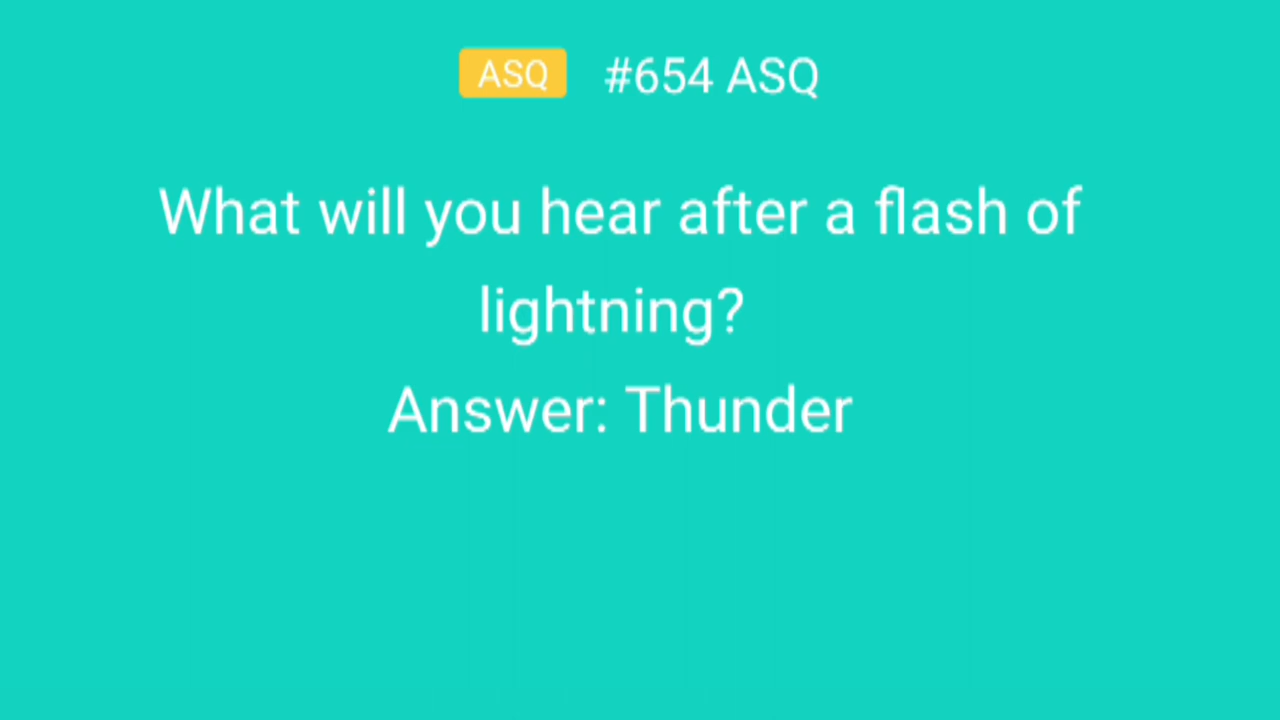 ASQ #654 ASQ
What will you hear after a flash of
lightning?
Answer: Thunder